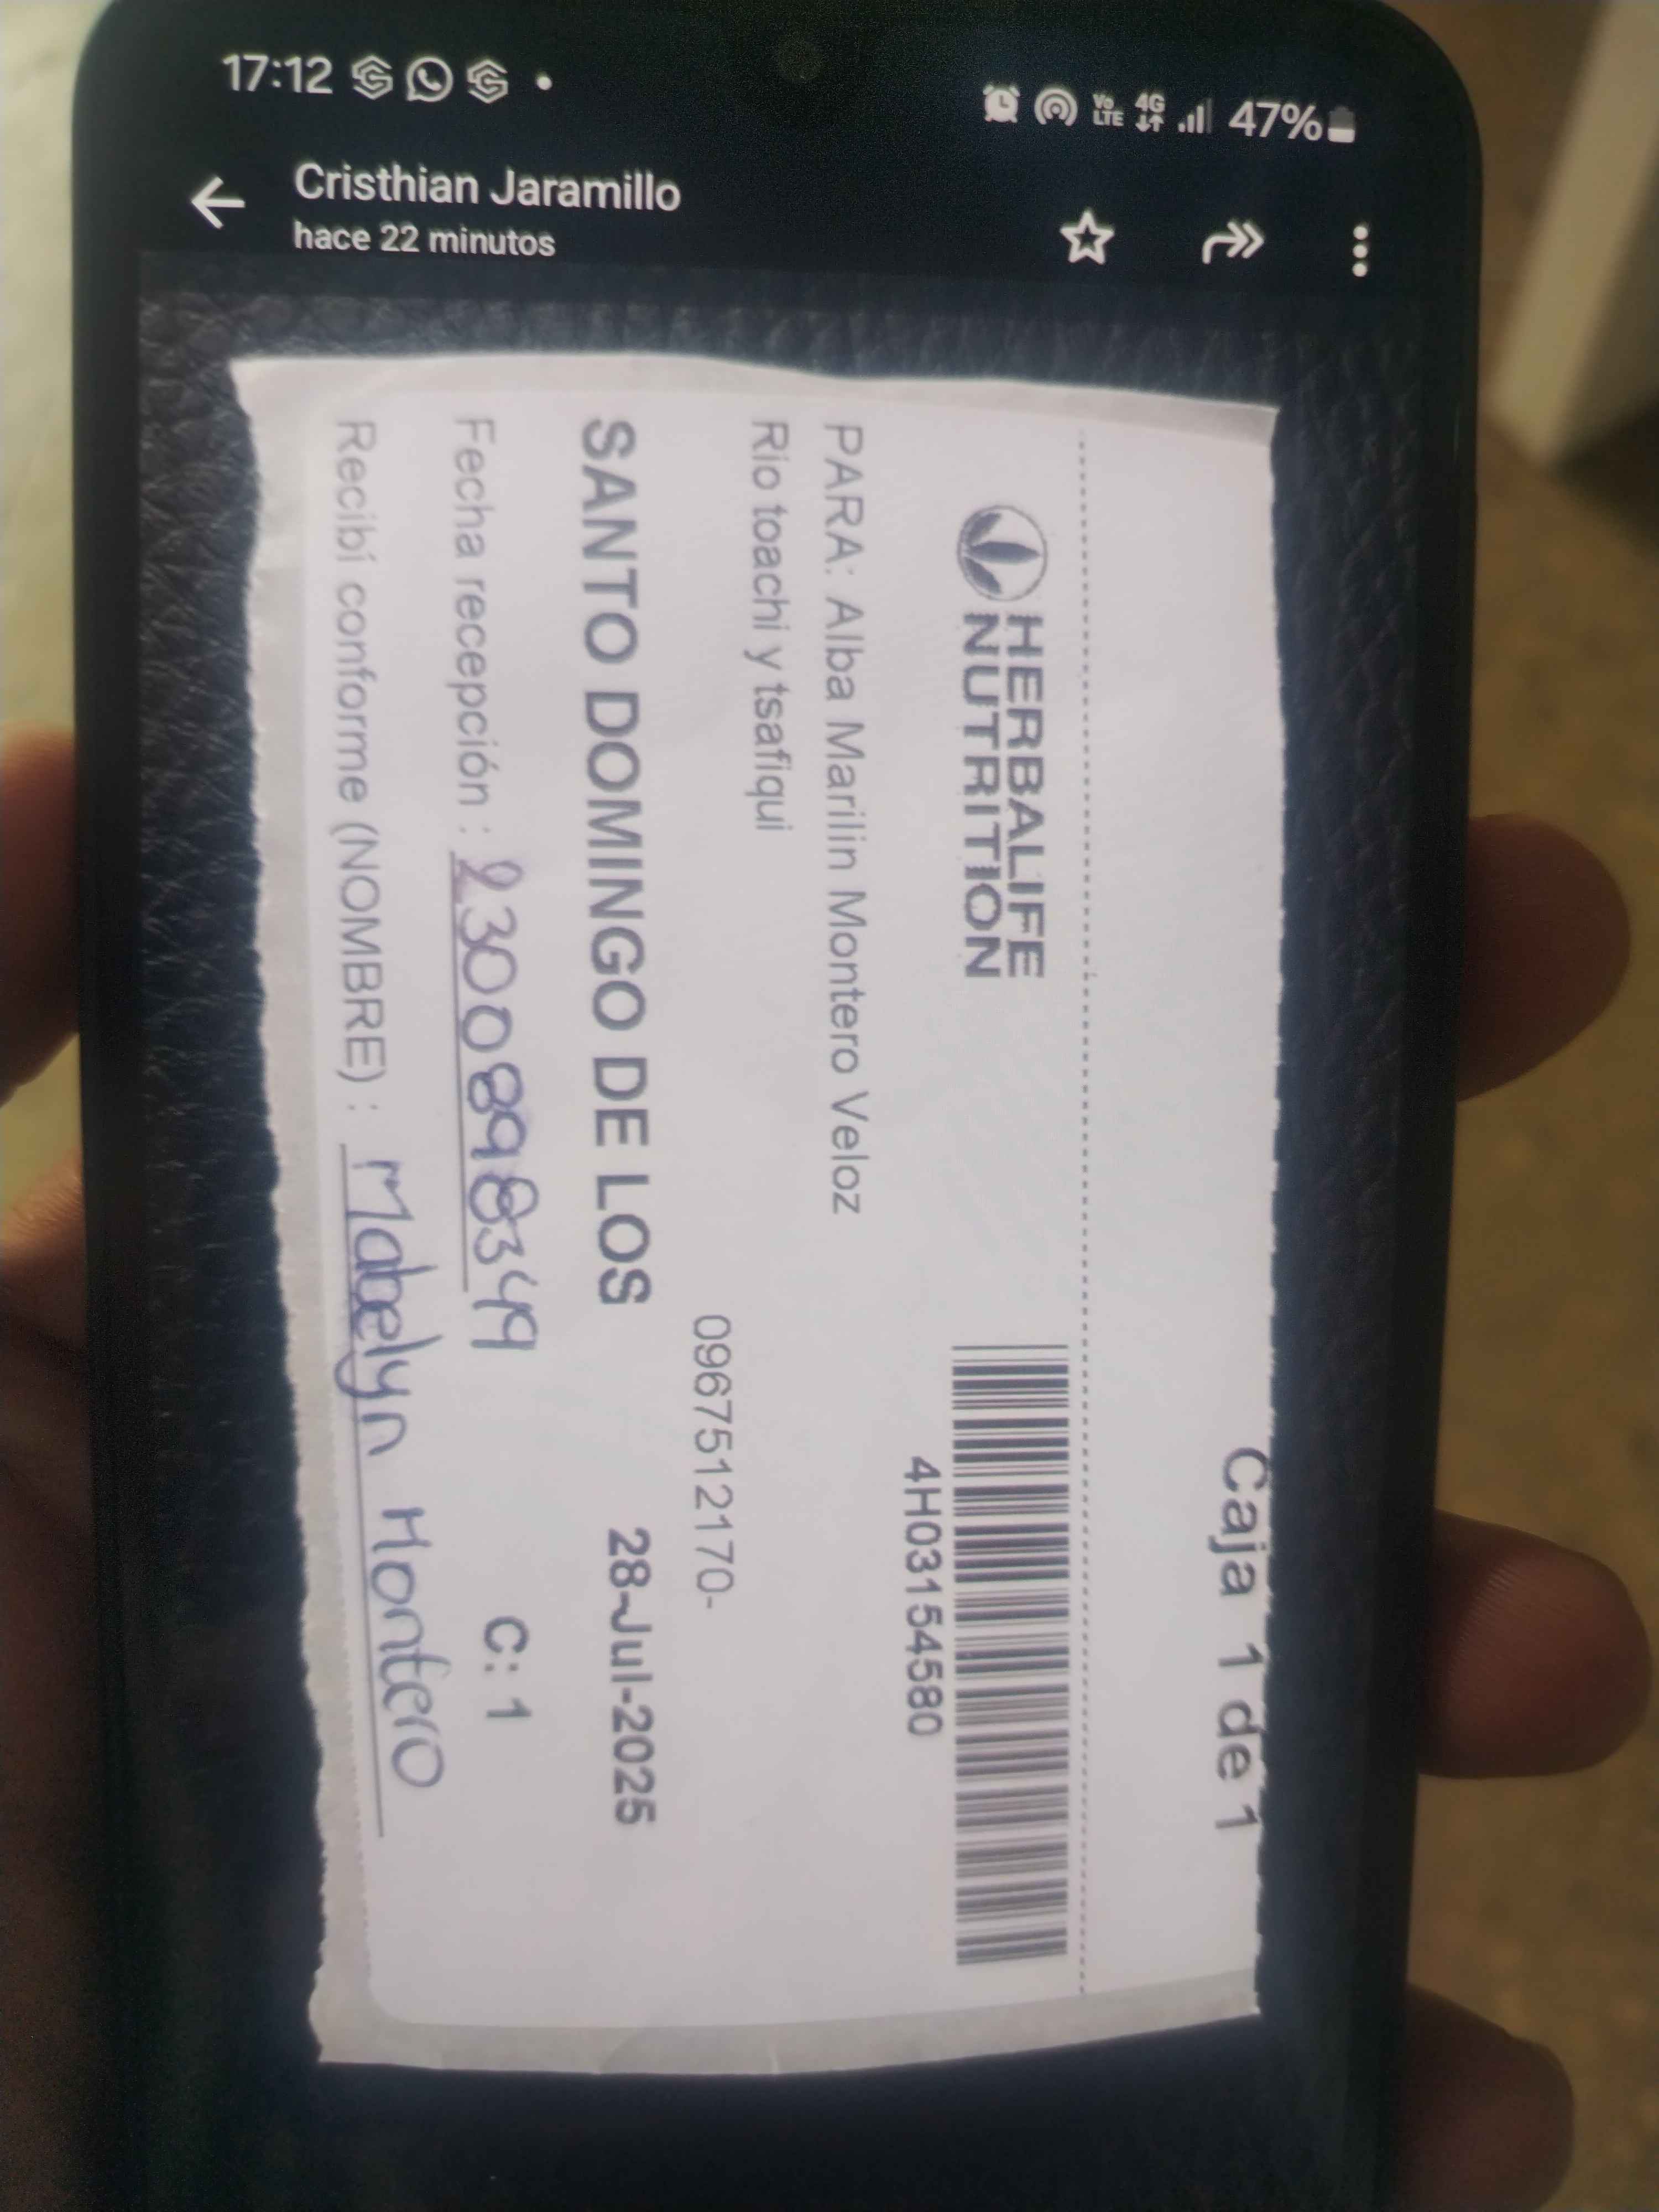 17:12
47%
Cristhian Jaramillo
hace 22 minutos
Caja 1 de 1
HERBALIFE
NUTRITION
4H03154580
PARA: Alba Marilin Montero Veloz
Rio toachi y tsafiqui
0967512170-
SANTO DOMINGO DE LOS 28-Jul-2025
Fecha recepción : 2300898349 C: 1
Recibí conforme (NOMBRE) : Mabelyn Montero